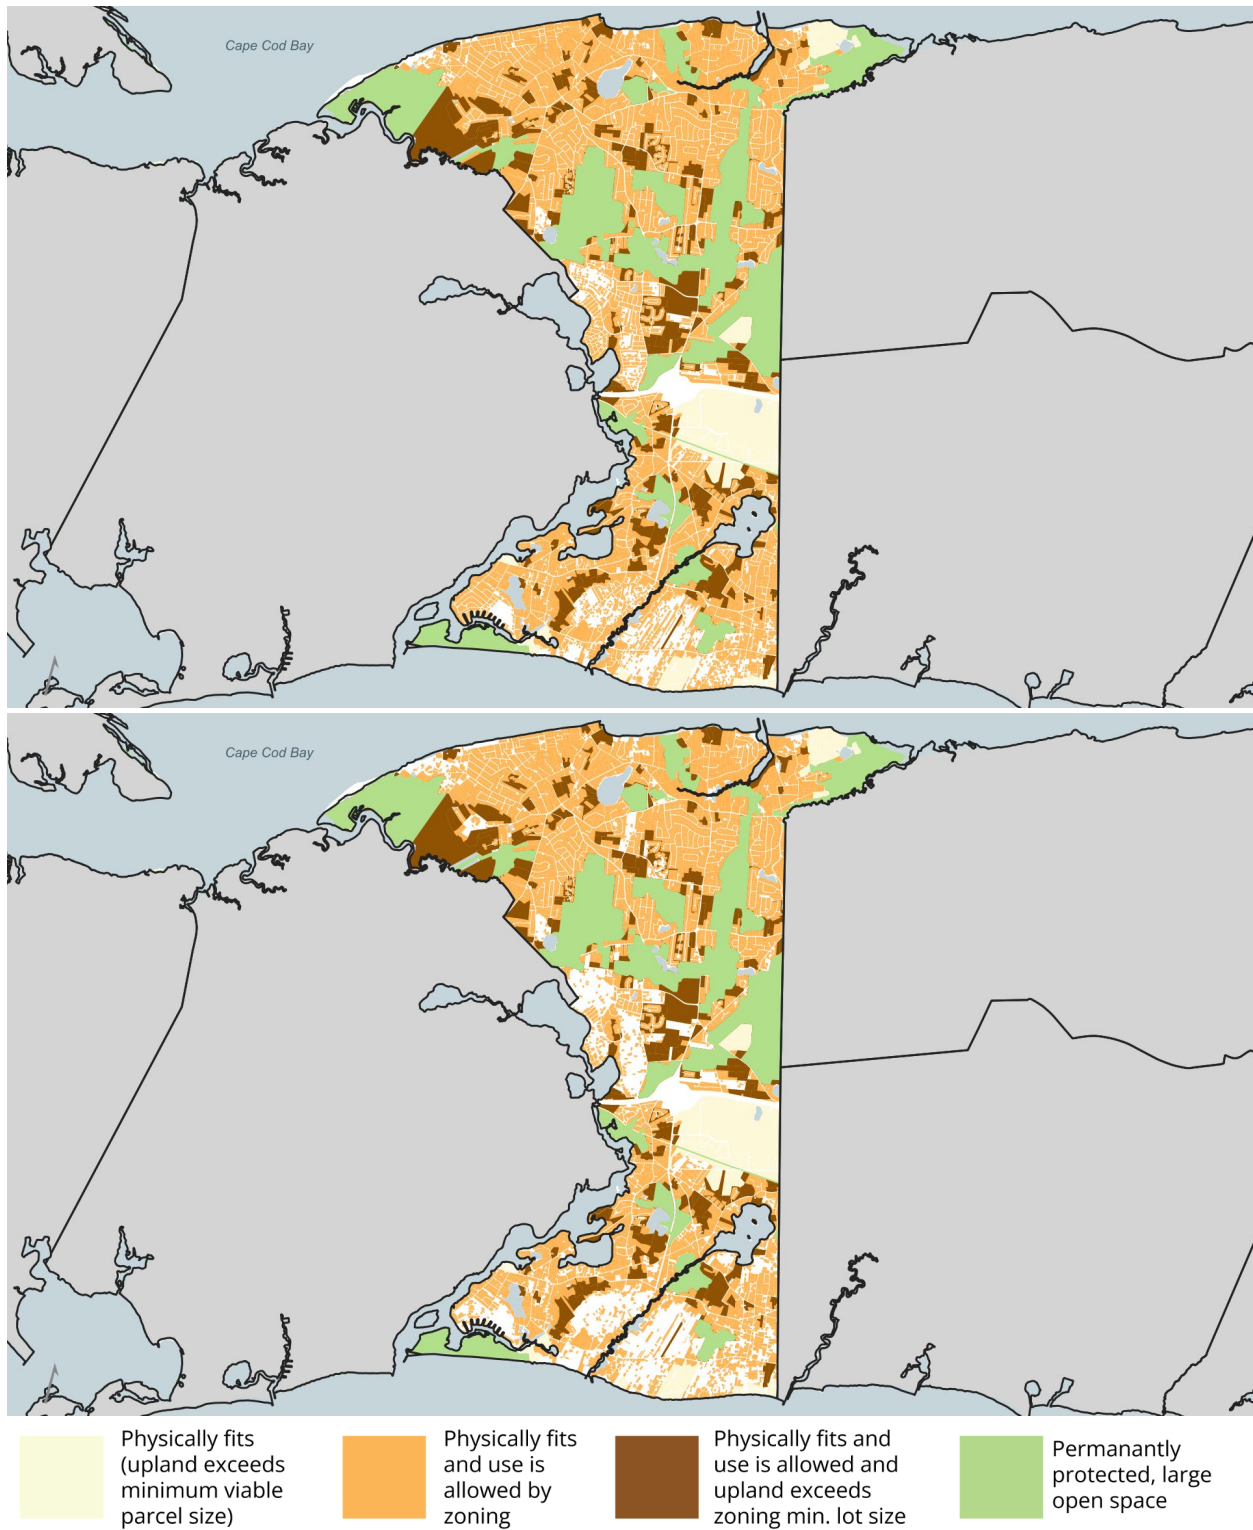 Cape Cod Bay
Cape Cod Bay
Physically fits
(upland exceeds
minimum viable
parcel size)
Physically fits
and use is
allowed by
zoning
Physically fits and
use is allowed and
upland exceeds
zoning min. lot size
Permanantly
protected, large
open space